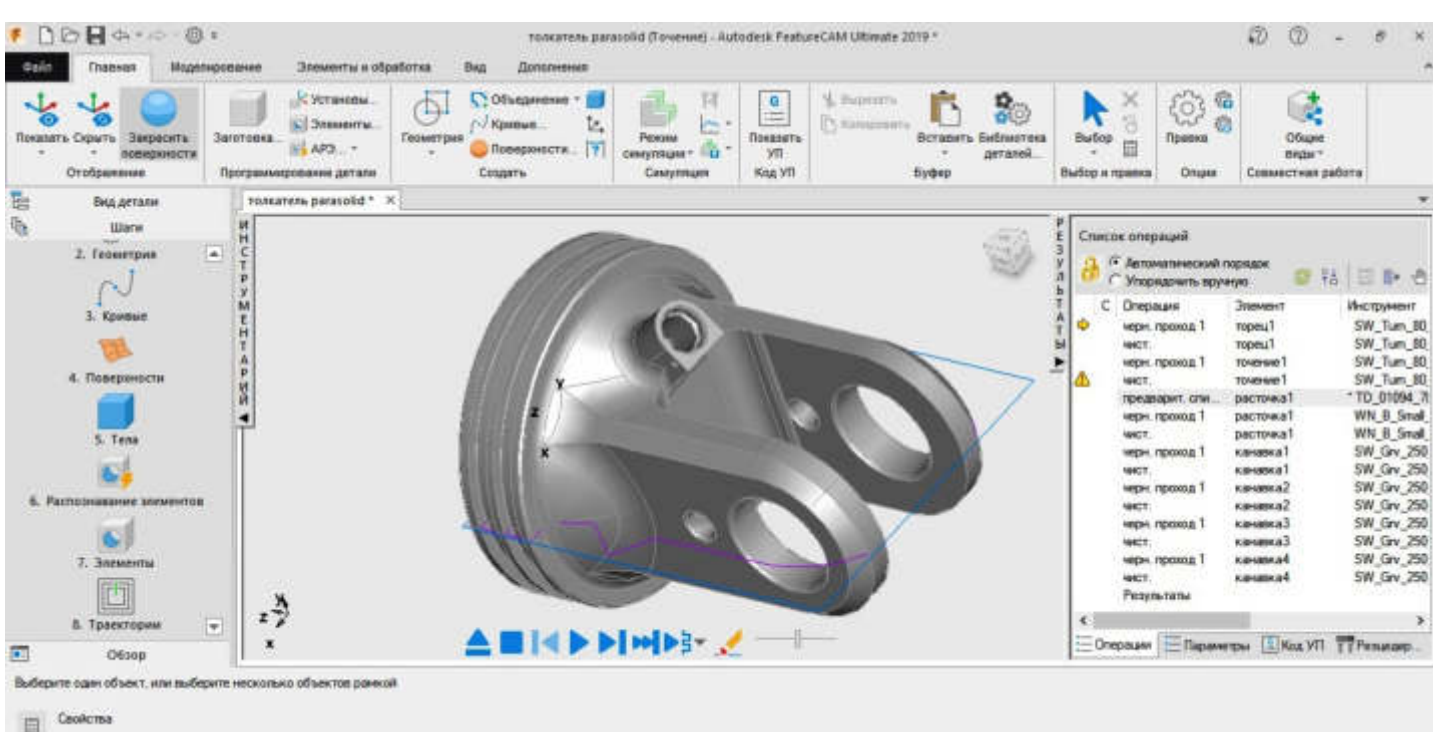 толкатель parasolid (Точение) - Autodesk FeatureCAM Ultimate 2019 *
Файл Главная Моделирование Элементы и обработка Вид Дополнения
Показать Скрыть Закрасить поверхности
Отображение
Заготовка...
Установы...
Элементы...
АРЭ...
Программирование детали
Геометрия
Объединение
Кривые...
Поверхности...
Создать
Режим симуляции
Симуляция
Показать УП
Код УП
Вырезать
Копировать
Вставить
Библиотека деталей...
Буфер
Выбор
Выбор и правка
Правка
Опции
Общие виды
Совместная работа
Вид детали
Шаги
2. Геометрия
3. Кривые
4. Поверхности
5. Тела
6. Распознавание элементов
7. Элементы
8. Траектории
Обзор
толкатель parasolid * ×
ИНСТРУМЕНТАРИЙ
Y
Z
X
z
x
РЕЗУЛЬТАТЫ
Список операций
Автоматический порядок
Упорядочить вручную
С Операция Элемент Инструмент
черн. проход 1 торец1 SW_Turn_80
чист. торец1 SW_Turn_80
черн. проход 1 точение1 SW_Turn_80
чист. точение1 SW_Turn_80
предварит. спи... расточка1 * TD_01094_7
черн. проход 1 расточка1 WN_B_Small_
чист. расточка1 WN_B_Small_
черн. проход 1 канавка1 SW_Grv_250
чист. канавка1 SW_Grv_250
черн. проход 1 канавка2 SW_Grv_250
чист. канавка2 SW_Grv_250
черн. проход 1 канавка3 SW_Grv_250
чист. канавка3 SW_Grv_250
черн. проход 1 канавка4 SW_Grv_250
чист. канавка4 SW_Grv_250
Результаты
Операции Параметры Код УП
Выберите один объект, или выберите несколько объектов рамкой
Свойства